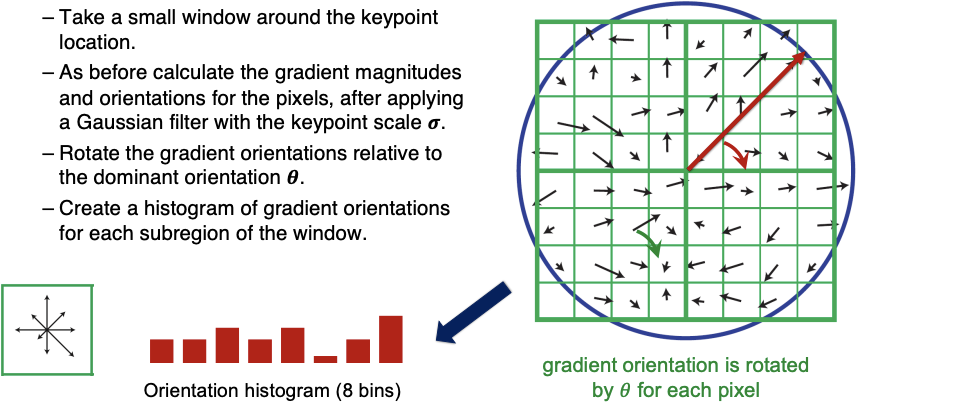 – Take a small window around the keypoint
location.
– As before calculate the gradient magnitudes
and orientations for the pixels, after applying
a Gaussian filter with the keypoint scale σ.
– Rotate the gradient orientations relative to
the dominant orientation θ.
– Create a histogram of gradient orientations
for each subregion of the window.
Orientation histogram (8 bins)
gradient orientation is rotated
by θ for each pixel